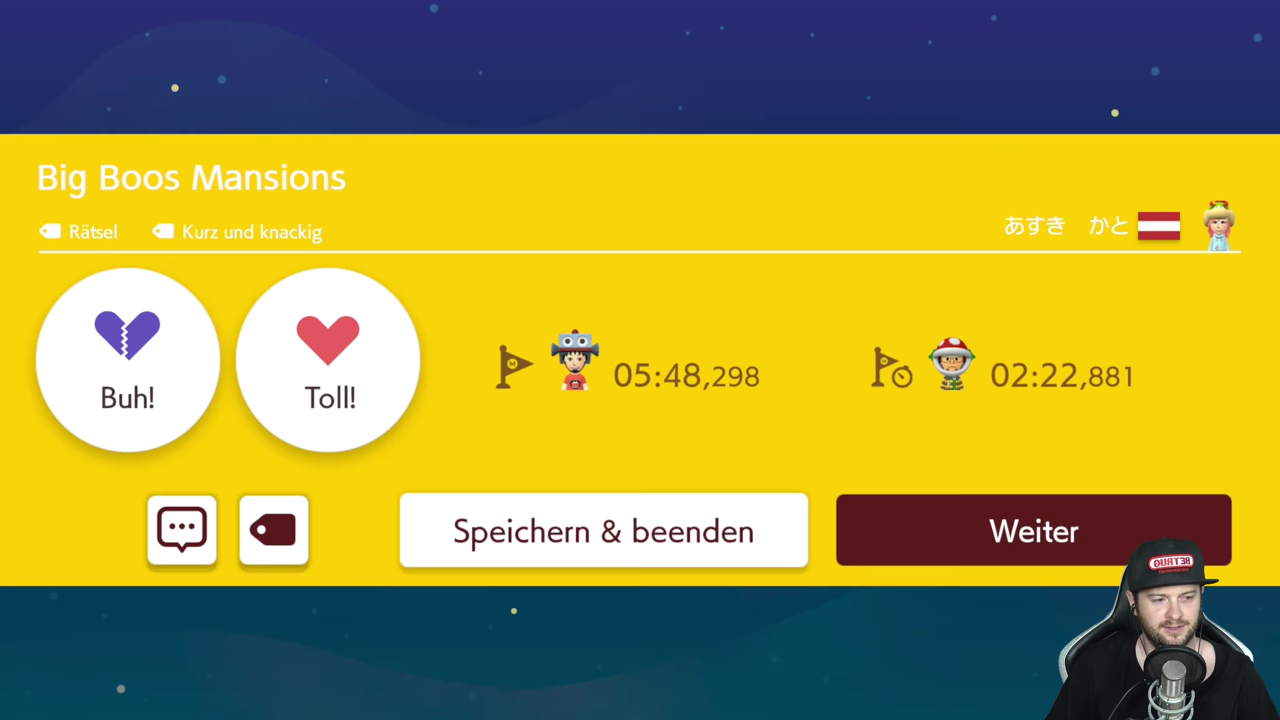 Big Boos Mansions
Rätsel
Kurz und knackig
あすき かと
Buh!
Toll!
M
05:48,298
M
02:22,881
Speichern & beenden
Weiter
BETRUG